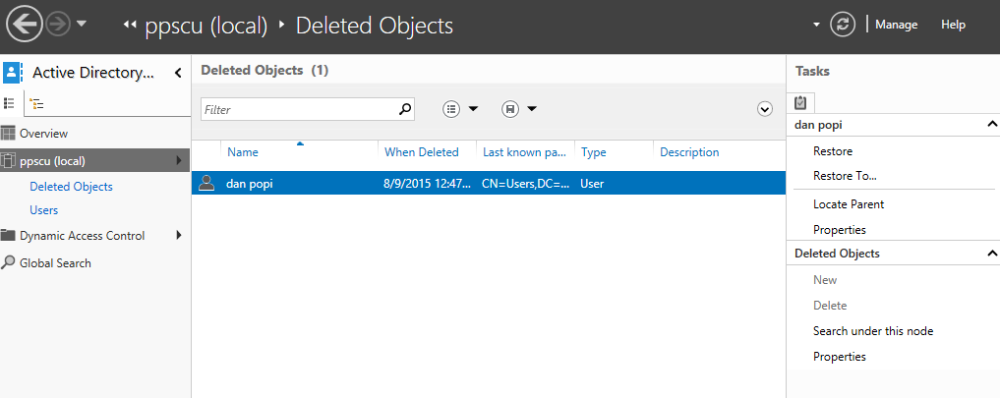 ppscu (local) Deleted Objects
Manage Help
Active Directory...
Overview
ppscu (local)
Deleted Objects
Users
Dynamic Access Control
Global Search
Deleted Objects (1)
Filter
Name When Deleted Last known pa... Type Description
dan popi 8/9/2015 12:47... CN=Users,DC=... User
Tasks
dan popi
Restore
Restore To...
Locate Parent
Properties
Deleted Objects
New
Delete
Search under this node
Properties